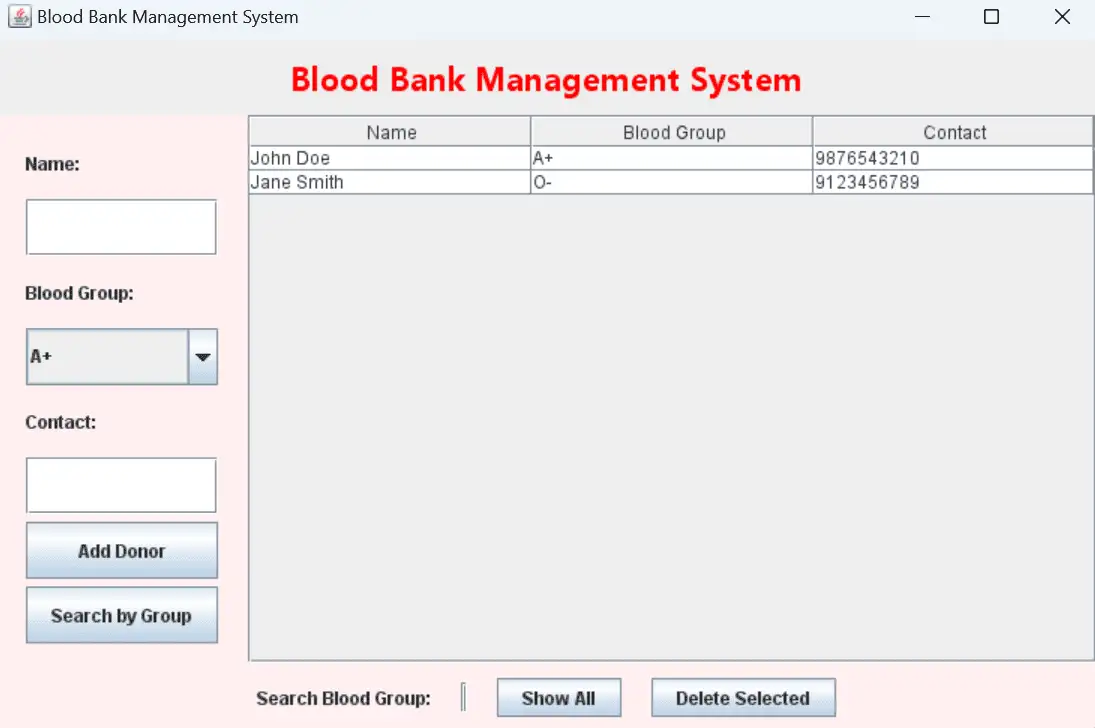 Blood Bank Management System
Blood Bank Management System
Name:
Blood Group:
A+
Contact:
Add Donor
Search by Group
Name Blood Group Contact
John Doe A+ 9876543210
Jane Smith O- 9123456789
Search Blood Group: Show All Delete Selected